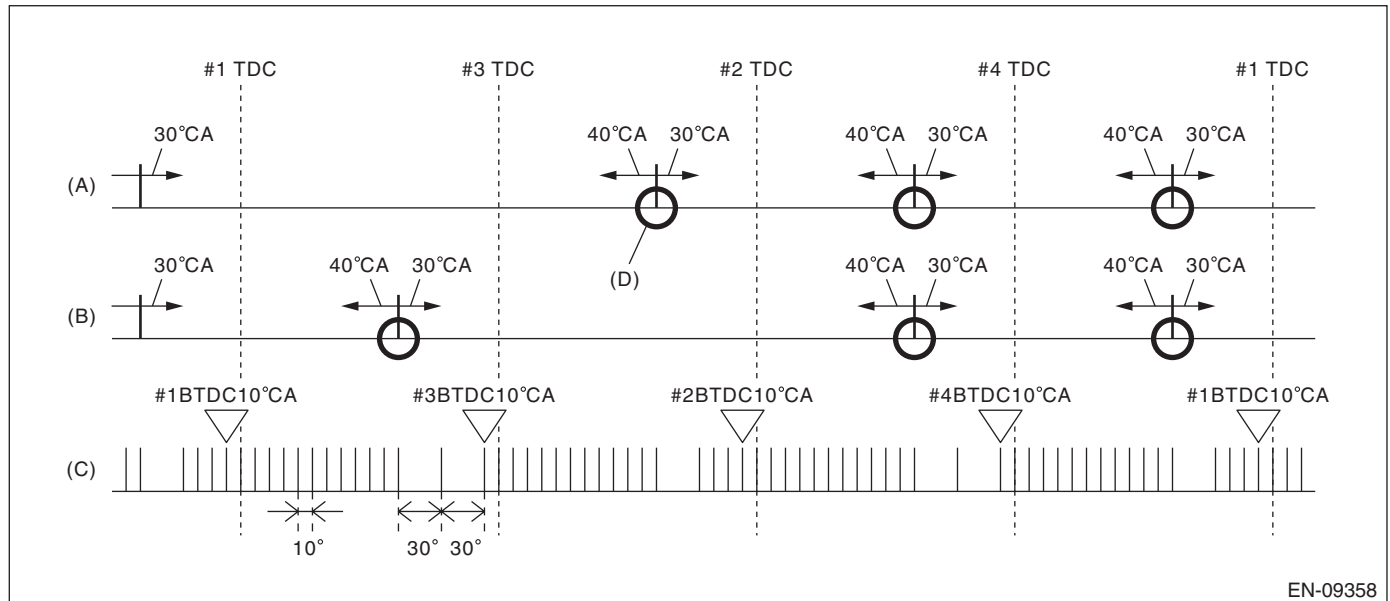 #1 TDC #3 TDC #2 TDC #4 TDC #1 TDC
30°CA 40°CA 30°CA 40°CA 30°CA 40°CA 30°CA
(A)
(D)
30°CA 40°CA 30°CA 40°CA 30°CA 40°CA 30°CA
(B)
#1BTDC10°CA #3BTDC10°CA #2BTDC10°CA #4BTDC10°CA #1BTDC10°CA
(C)
10° 30° 30°
EN-09358